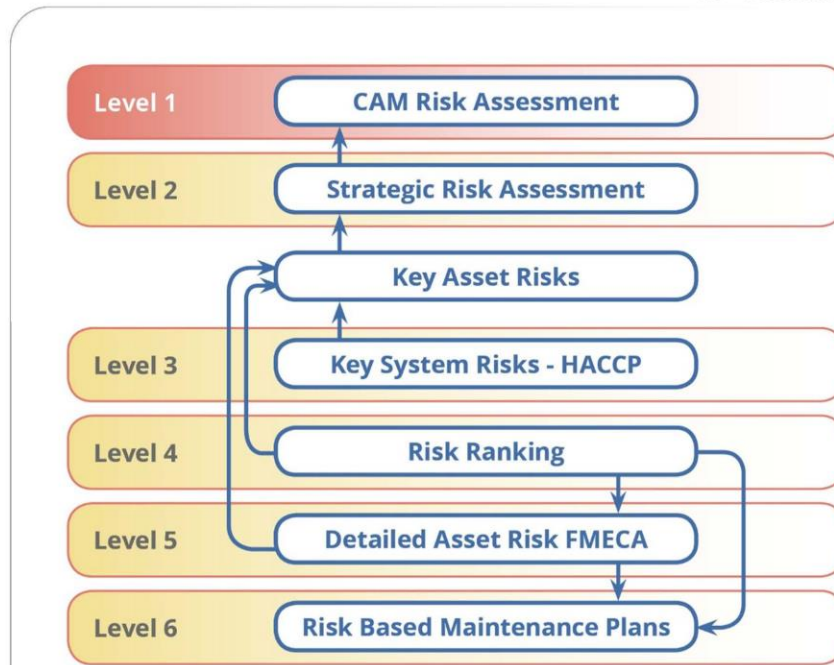 Level 1
CAM Risk Assessment
Level 2
Strategic Risk Assessment
Key Asset Risks
Level 3
Key System Risks - HACCP
Level 4
Risk Ranking
Level 5
Detailed Asset Risk FMECA
Level 6
Risk Based Maintenance Plans